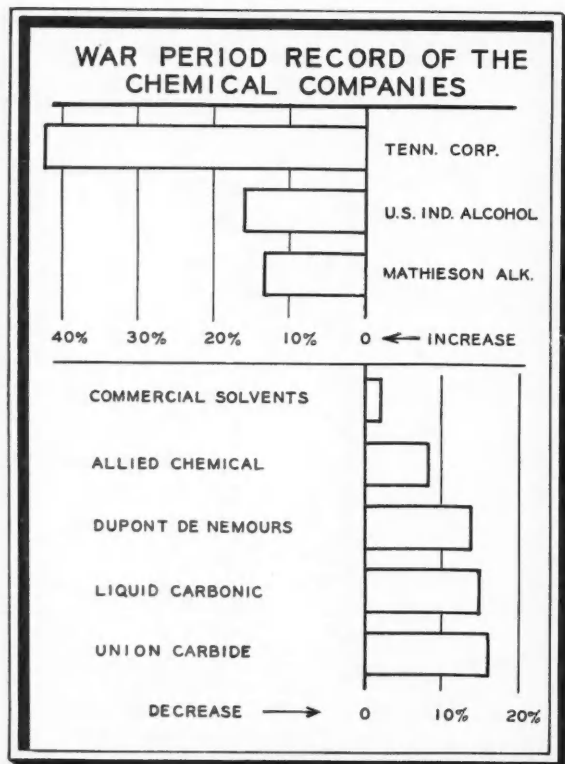 WAR PERIOD RECORD OF THE
CHEMICAL COMPANIES
TENN. CORP.
U.S. IND. ALCOHOL
MATHIESON ALK.
40% 30% 20% 10% 0 ← INCREASE
COMMERCIAL SOLVENTS
ALLIED CHEMICAL
DUPONT DE NEMOURS
LIQUID CARBONIC
UNION CARBIDE
DECREASE → 0 10% 20%